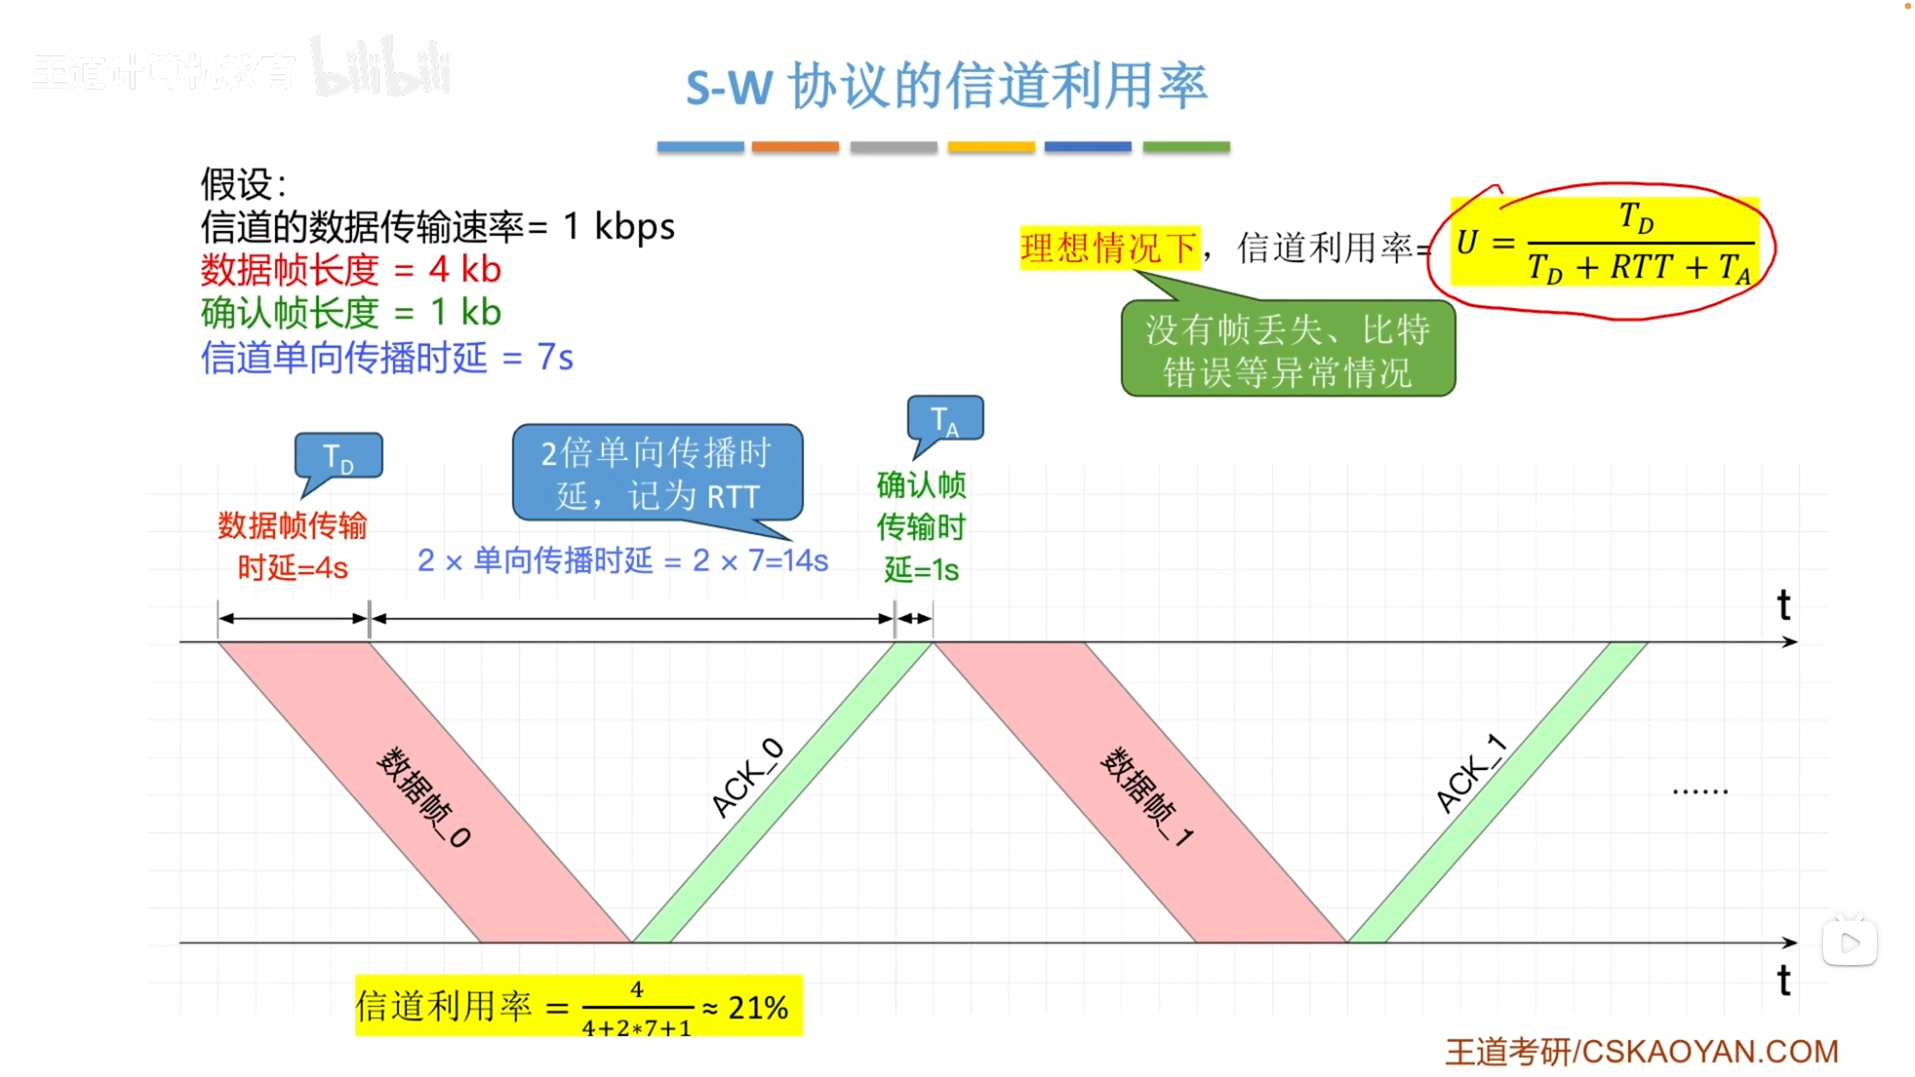 王道计算机教育 bilibili
S-W 协议的信道利用率
假设：
信道的数据传输速率= 1 kbps
数据帧长度 = 4 kb
确认帧长度 = 1 kb
信道单向传播时延 = 7s
理想情况下，信道利用率= U = T_D / (T_D + RTT + T_A)
没有帧丢失、比特
错误等异常情况
T_D
2倍单向传播时
延，记为 RTT
T_A
数据帧传输
时延=4s
2 × 单向传播时延 = 2 × 7=14s
确认帧
传输时
延=1s
t
数据帧_0
ACK_0
数据帧_1
ACK_1
......
t
信道利用率 = 4 / (4+2*7+1) ≈ 21%
王道考研/CSKAOYAN.COM